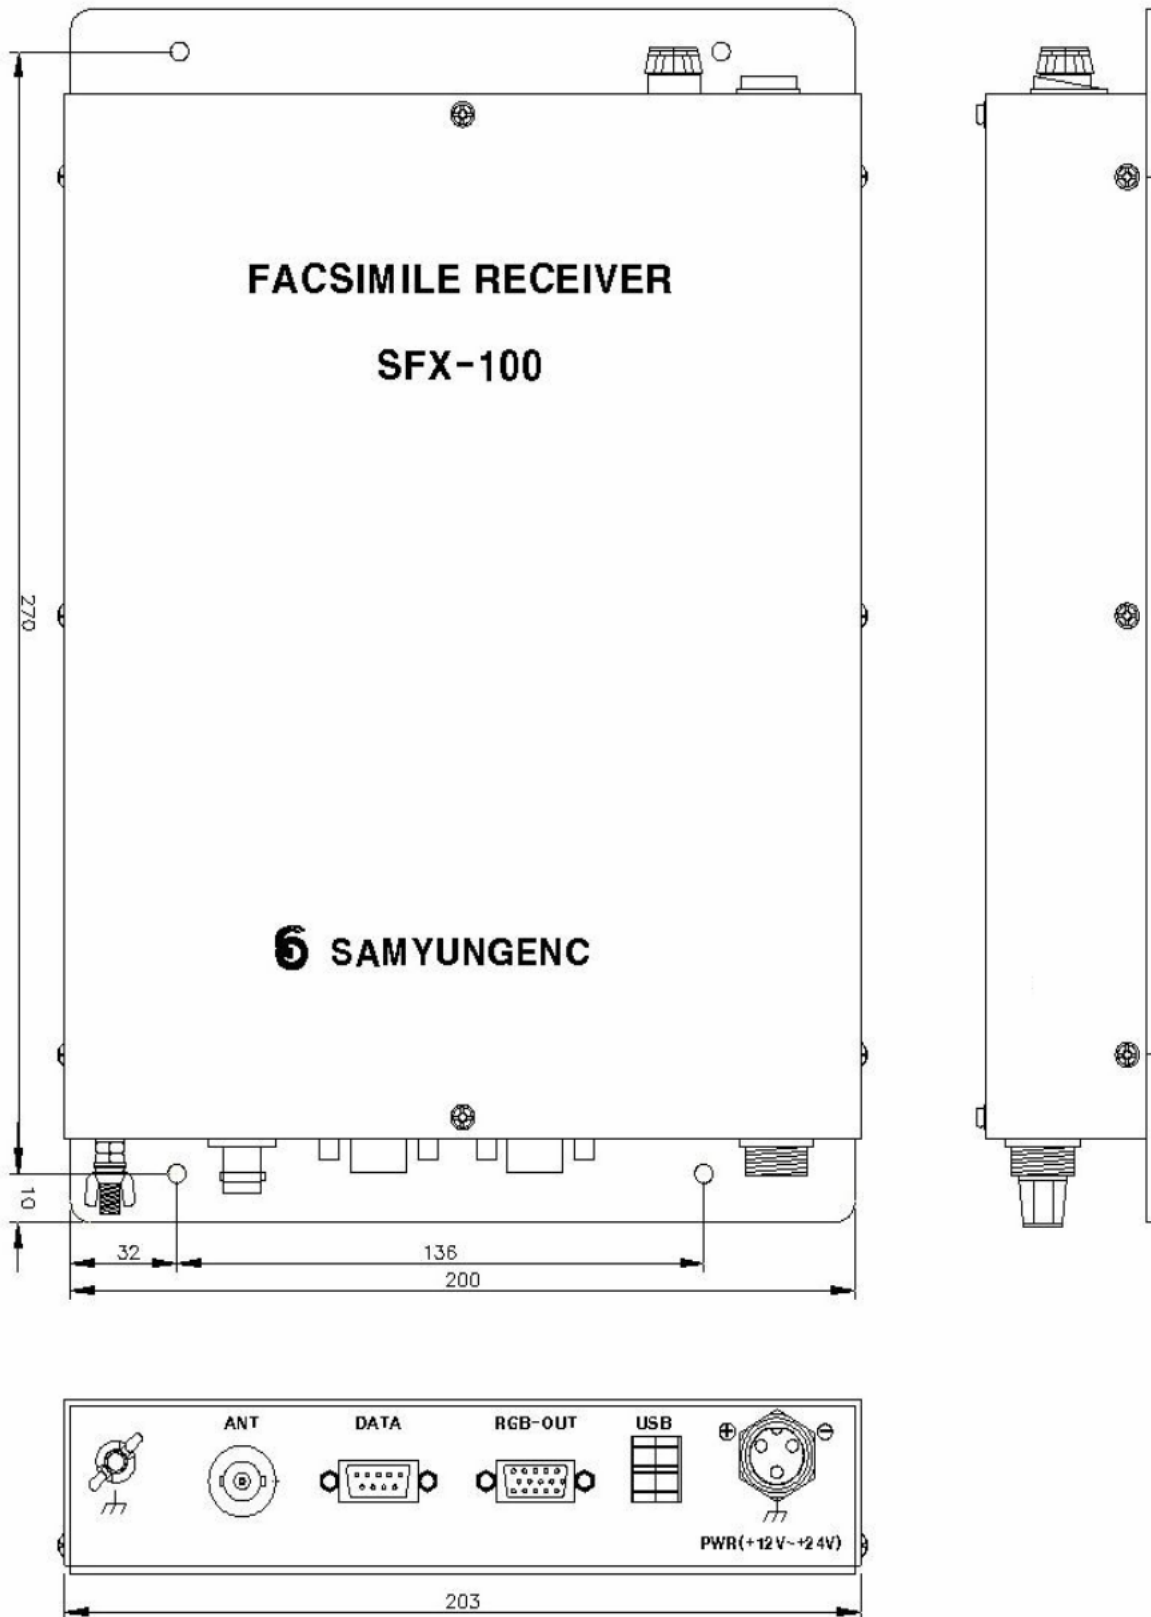 FACSIMILE RECEIVER
SFX-100
270
SAMYUNGENC
10
32
136
200
ANT
DATA
RGB-OUT
USB
PWR(+12V~+24V)
203